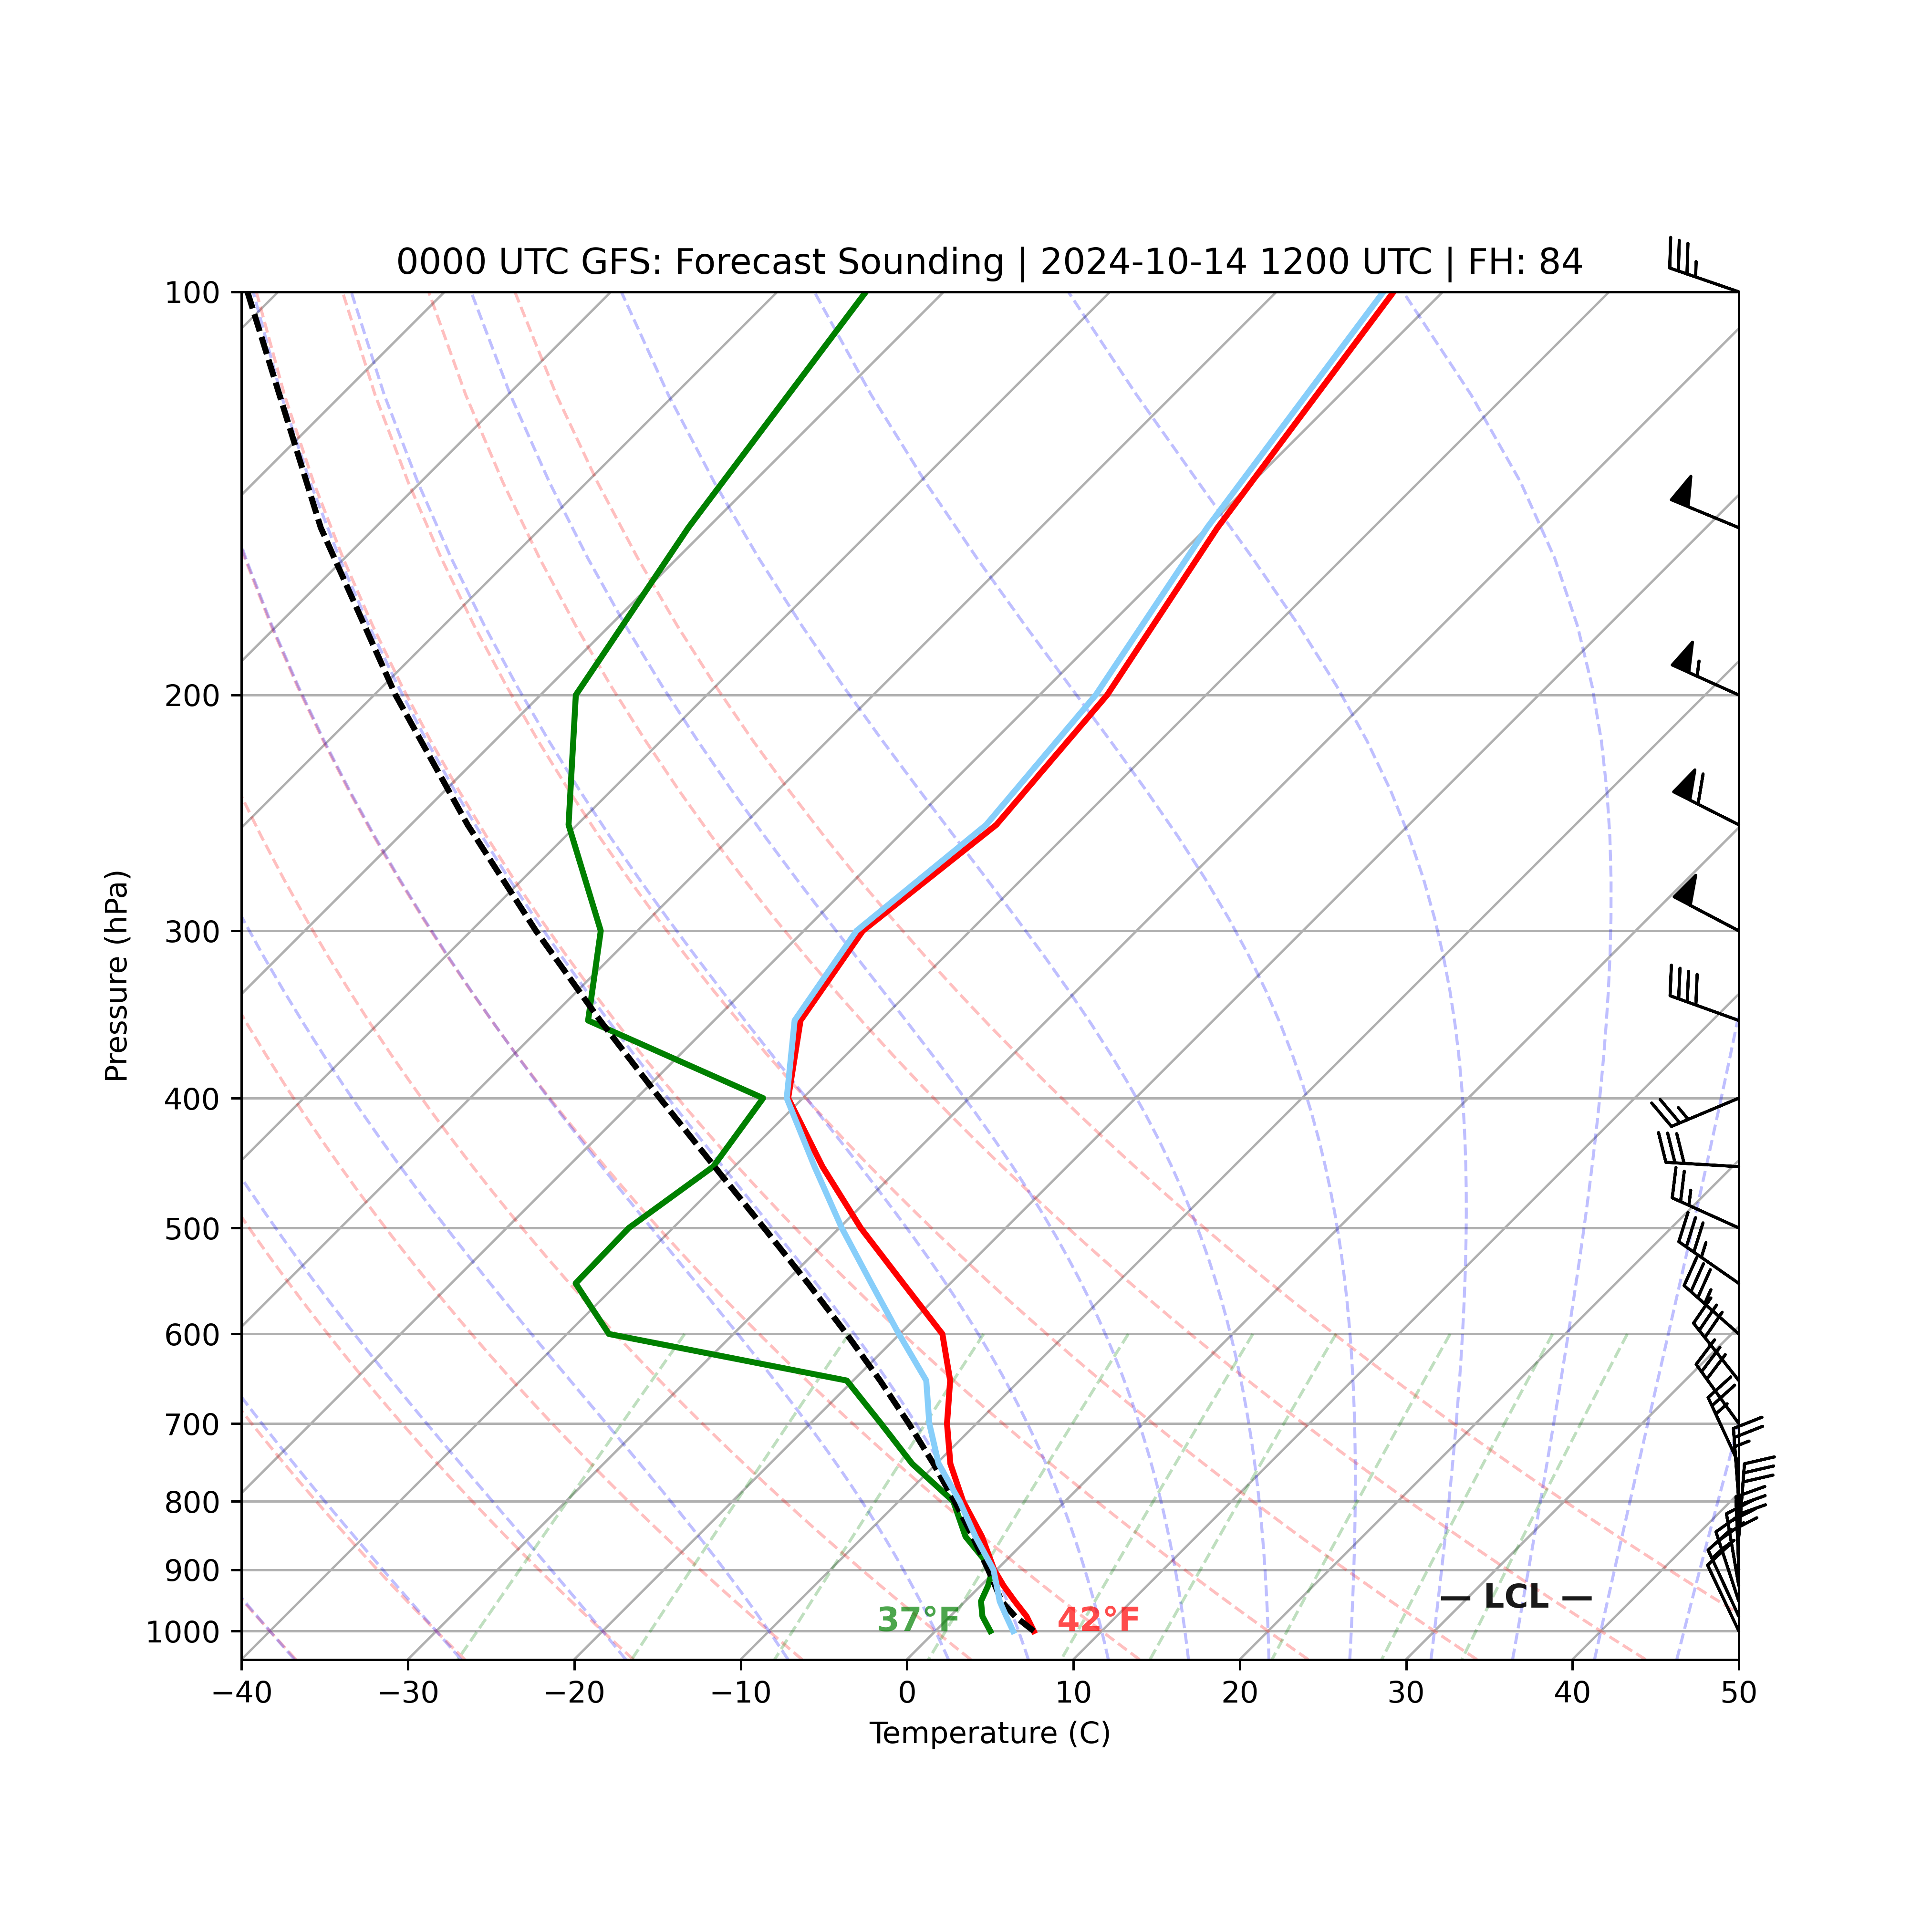 0000 UTC GFS: Forecast Sounding | 2024-10-14 1200 UTC | FH: 84
100
200
300
400
500
600
700
800
900
1000
Pressure (hPa)
37°F
42°F
— LCL —
−40 −30 −20 −10 0 10 20 30 40 50
Temperature (C)